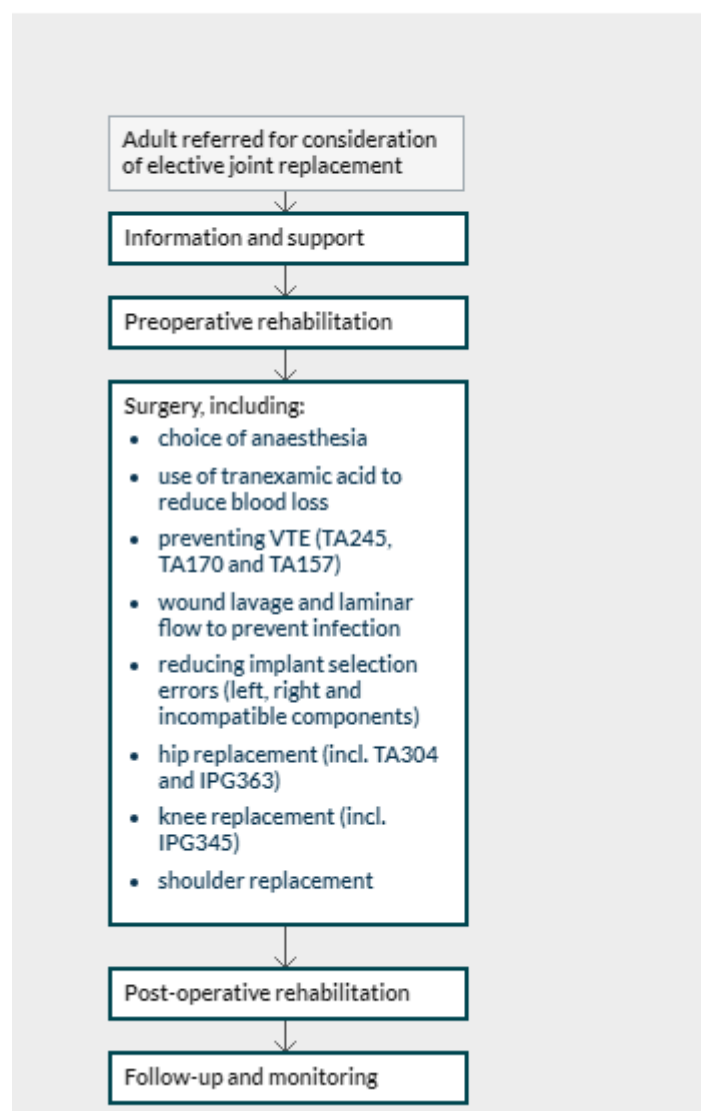 Adult referred for consideration
of elective joint replacement
Information and support
Preoperative rehabilitation
Surgery, including:
• choice of anaesthesia
• use of tranexamic acid to
reduce blood loss
• preventing VTE (TA245,
TA170 and TA157)
• wound lavage and laminar
flow to prevent infection
• reducing implant selection
errors (left, right and
incompatible components)
• hip replacement (incl. TA304
and IPG363)
• knee replacement (incl.
IPG345)
• shoulder replacement
Post-operative rehabilitation
Follow-up and monitoring